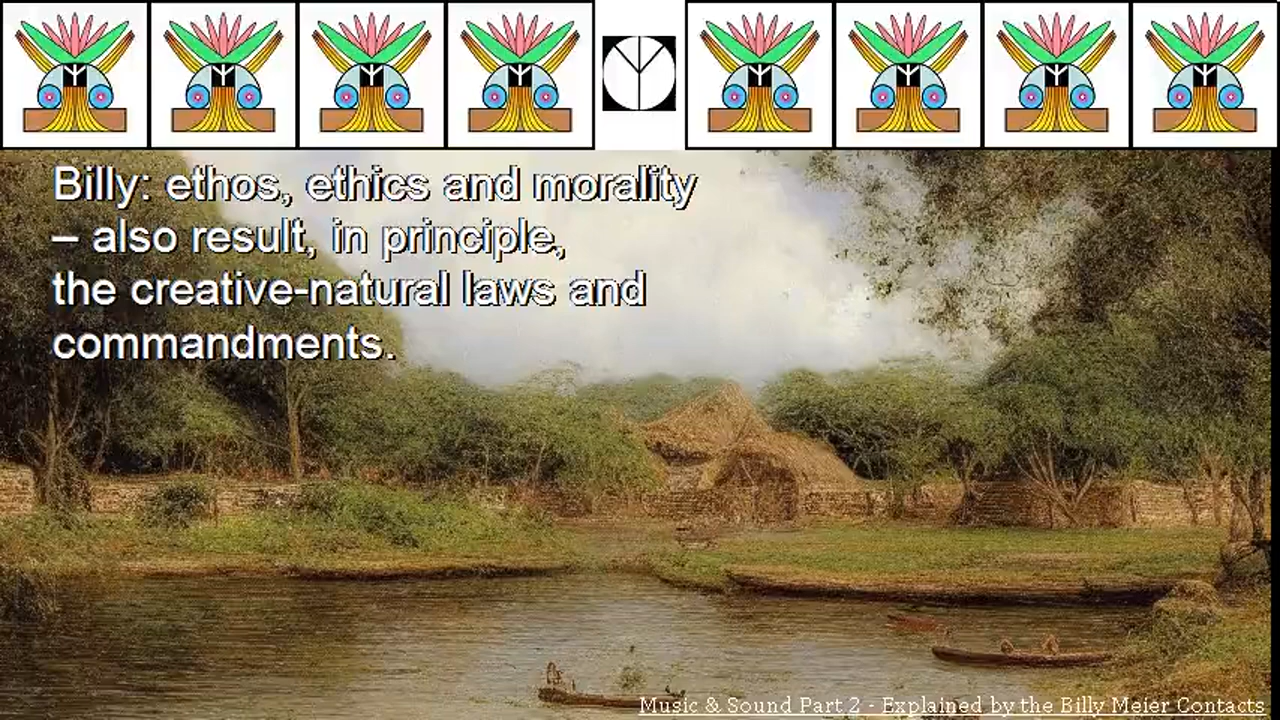 Billy: ethos, ethics and morality
– also result, in principle,
the creative-natural laws and
commandments.
Music & Sound Part 2 - Explained by the Billy Meier Contacts